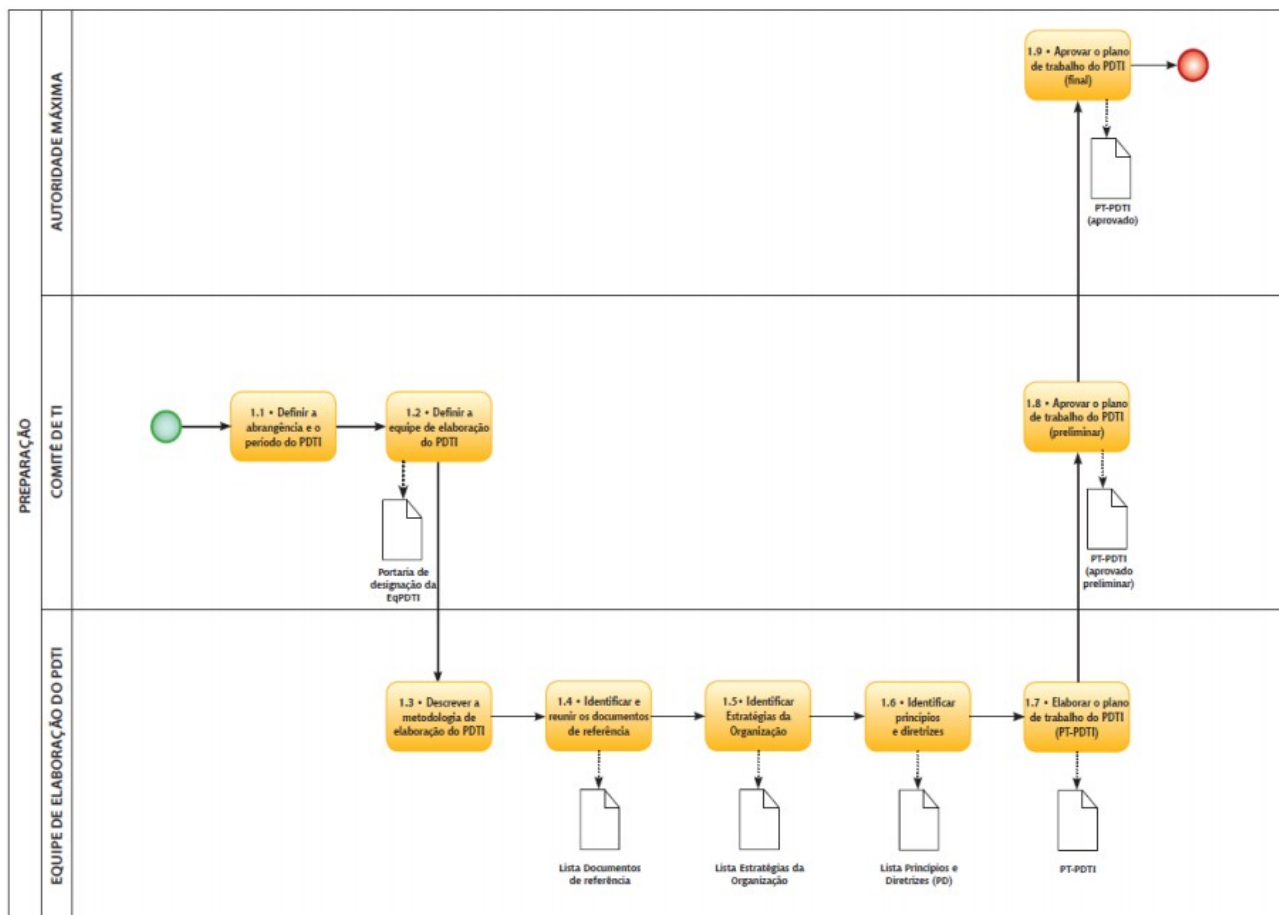 PREPARAÇÃO
AUTORIDADE MÁXIMA
1.9 • Aprovar o plano
de trabalho do PDTI
(final)
PT-PDTI
(aprovado)
COMITÊ DE TI
1.1 • Definir a
abrangência e o
período do PDTI
1.2 • Definir a
equipe de elaboração
do PDTI
Portaria de
designação da
EqPDTI
1.8 • Aprovar o plano
de trabalho do PDTI
(preliminar)
PT-PDTI
(aprovado
preliminar)
EQUIPE DE ELABORAÇÃO DO PDTI
1.3 • Descrever a
metodologia de
elaboração do PDTI
1.4 • Identificar e
reunir os documentos
de referência
Lista Documentos
de referência
1.5• Identificar
Estratégias da
Organização
Lista Estratégias da
Organização
1.6 • Identificar
princípios
e diretrizes
Lista Princípios e
Diretrizes (PD)
1.7 • Elaborar o plano
de trabalho do PDTI
(PT-PDTI)
PT-PDTI